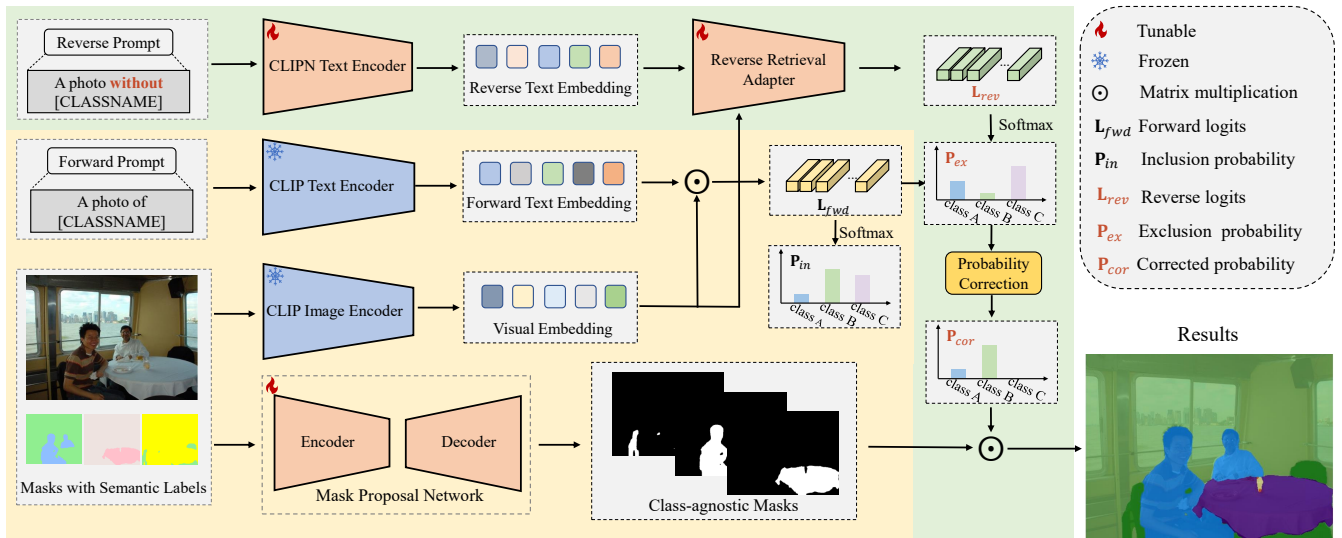 Reverse Prompt
A photo without
[CLASSNAME]
CLIPN Text Encoder
Reverse Text Embedding
Reverse Retrieval
Adapter
...
L_rev
Softmax
Forward Prompt
A photo of
[CLASSNAME]
CLIP Text Encoder
Forward Text Embedding
...
L_fwd
Softmax
P_ex
class A
class B
class C
P_in
class A
class B
class C
CLIP Image Encoder
Visual Embedding
Probability
Correction
P_cor
class A
class B
class C
Masks with Semantic Labels
Encoder
Decoder
Mask Proposal Network
Class-agnostic Masks
Tunable
Frozen
Matrix multiplication
L_fwd Forward logits
P_in Inclusion probability
L_rev Reverse logits
P_ex Exclusion probability
P_cor Corrected probability
Results